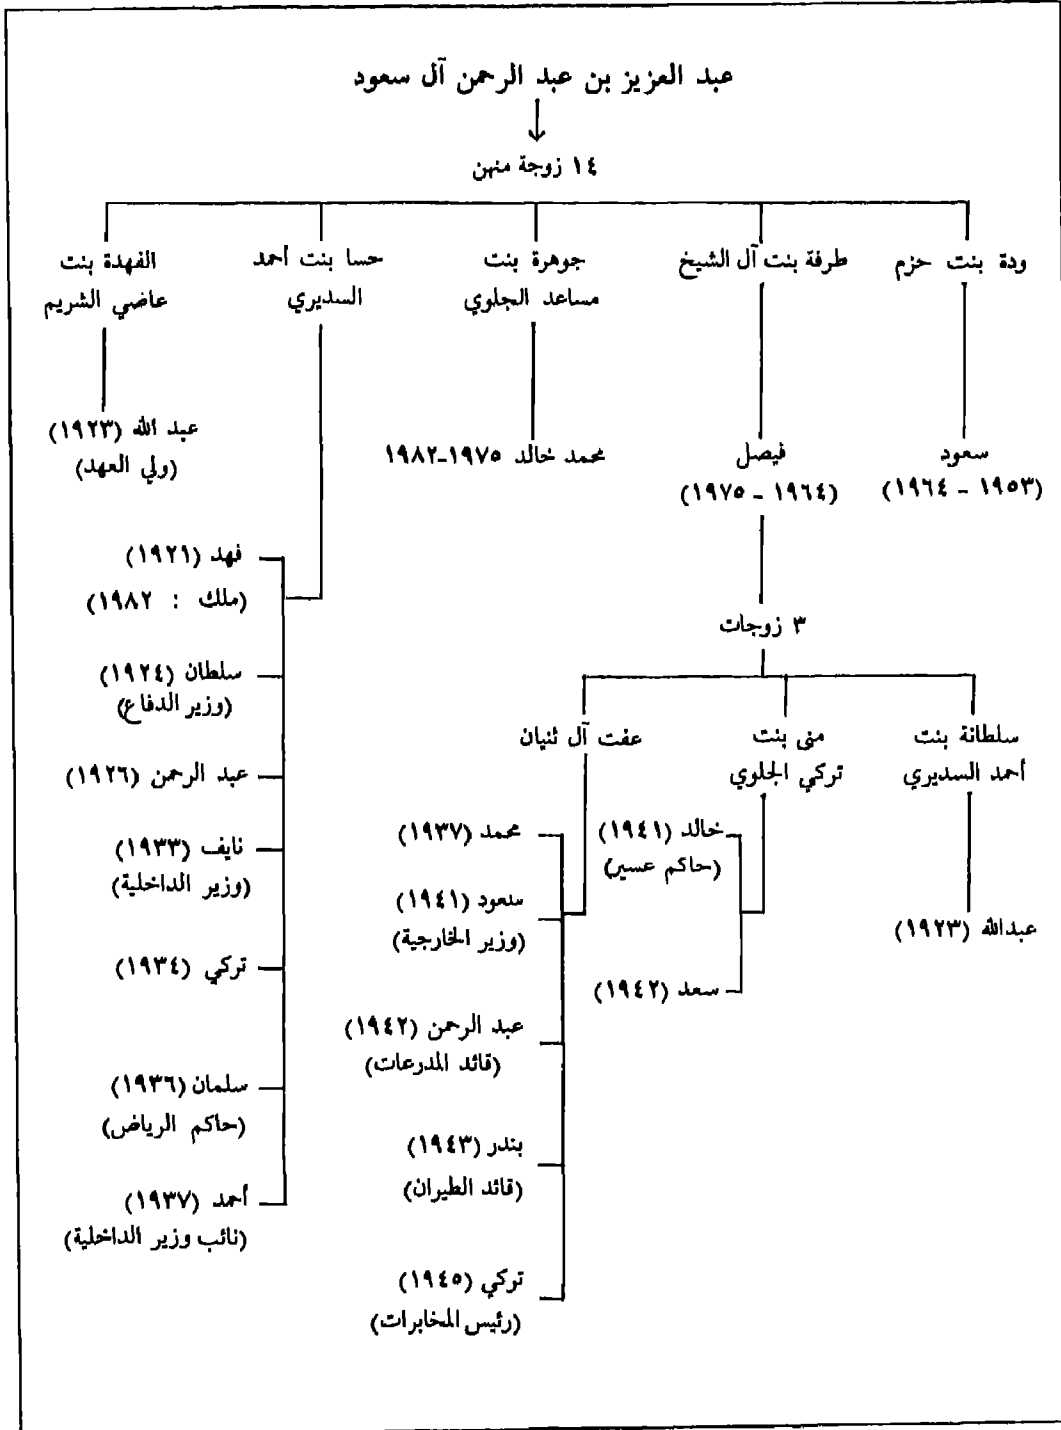 عبد العزيز بن عبد الرحمن آل سعود
١٤ زوجة منهن
ودة بنت حزم
طرفة بنت آل الشيخ
جوهرة بنت
مساعد الجلوي
حسا بنت أحمد
السديري
الفهدة بنت
عاضي الشريم
سعود
(١٩٥٣ - ١٩٦٤)
فيصل
(١٩٦٤ - ١٩٧٥)
محمد خالد ١٩٧٥-١٩٨٢
عبد الله (١٩٢٣)
(ولي العهد)
فهد (١٩٢١)
(ملك : ١٩٨٢)
سلطان (١٩٢٤)
(وزير الدفاع)
عبد الرحمن (١٩٢٦)
نايف (١٩٣٣)
(وزير الداخلية)
تركي (١٩٣٤)
سلمان (١٩٣٦)
(حاكم الرياض)
أحمد (١٩٣٧)
(نائب وزير الداخلية)
٣ زوجات
سلطانة بنت
أحمد السديري
منى بنت
تركي الجلوي
عفت آل ثنيان
عبدالله (١٩٢٣)
خالد (١٩٤١)
(حاكم عسير)
سعد (١٩٤٢)
محمد (١٩٣٧)
سعود (١٩٤١)
(وزير الخارجية)
عبد الرحمن (١٩٤٢)
(قائد المدرعات)
بندر (١٩٤٣)
(قائد الطيران)
تركي (١٩٤٥)
(رئيس المخابرات)